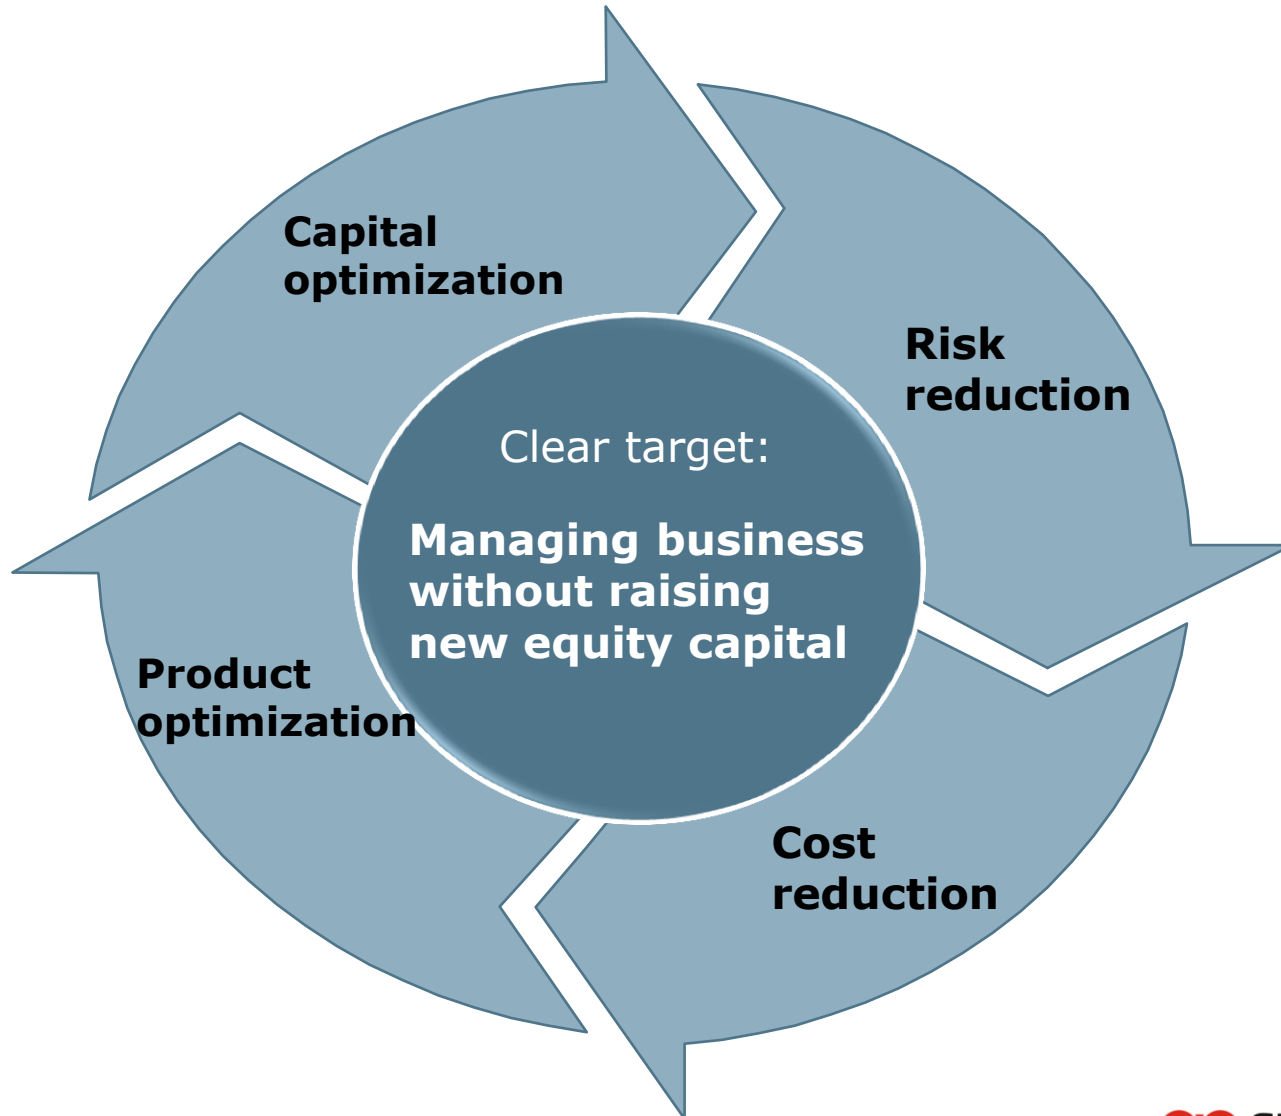 Capital
optimization
Risk
reduction
Clear target:
Managing business
without raising
new equity capital
Product
optimization
Cost
reduction